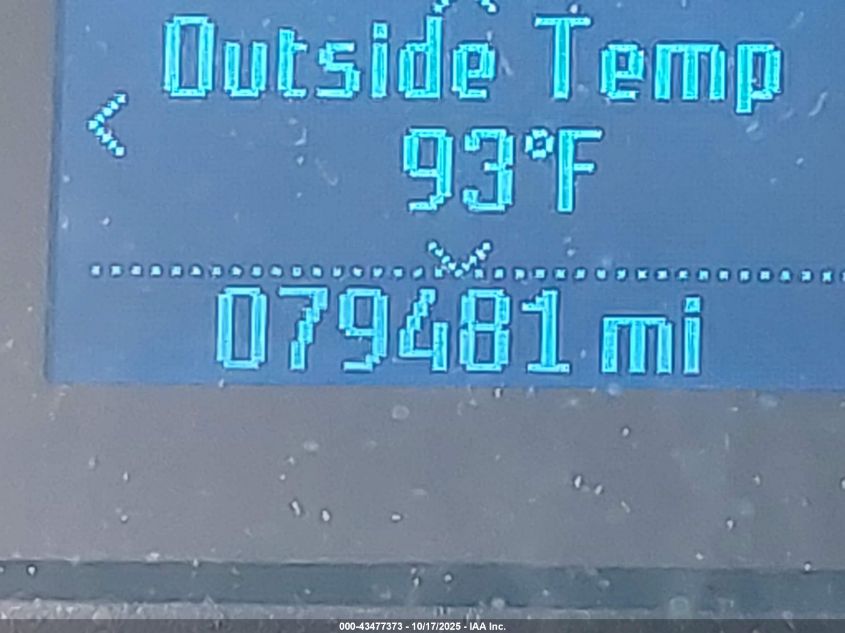 Outside Temp
93°F
079481 mi
000-43477373 - 10/17/2025 - IAA Inc.